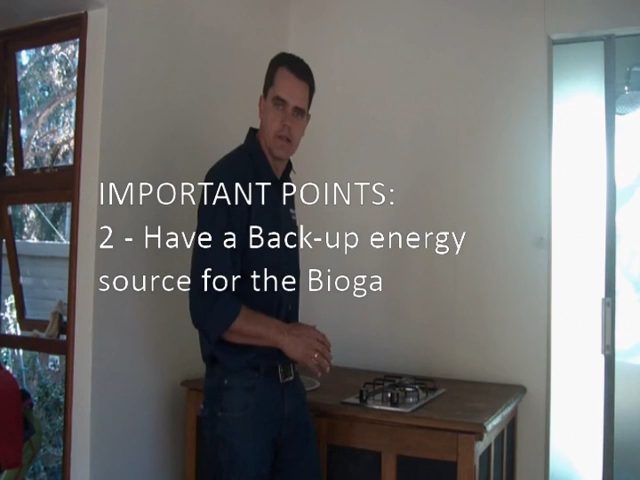 IMPORTANT POINTS:
2 - Have a Back-up energy
source for the Bioga